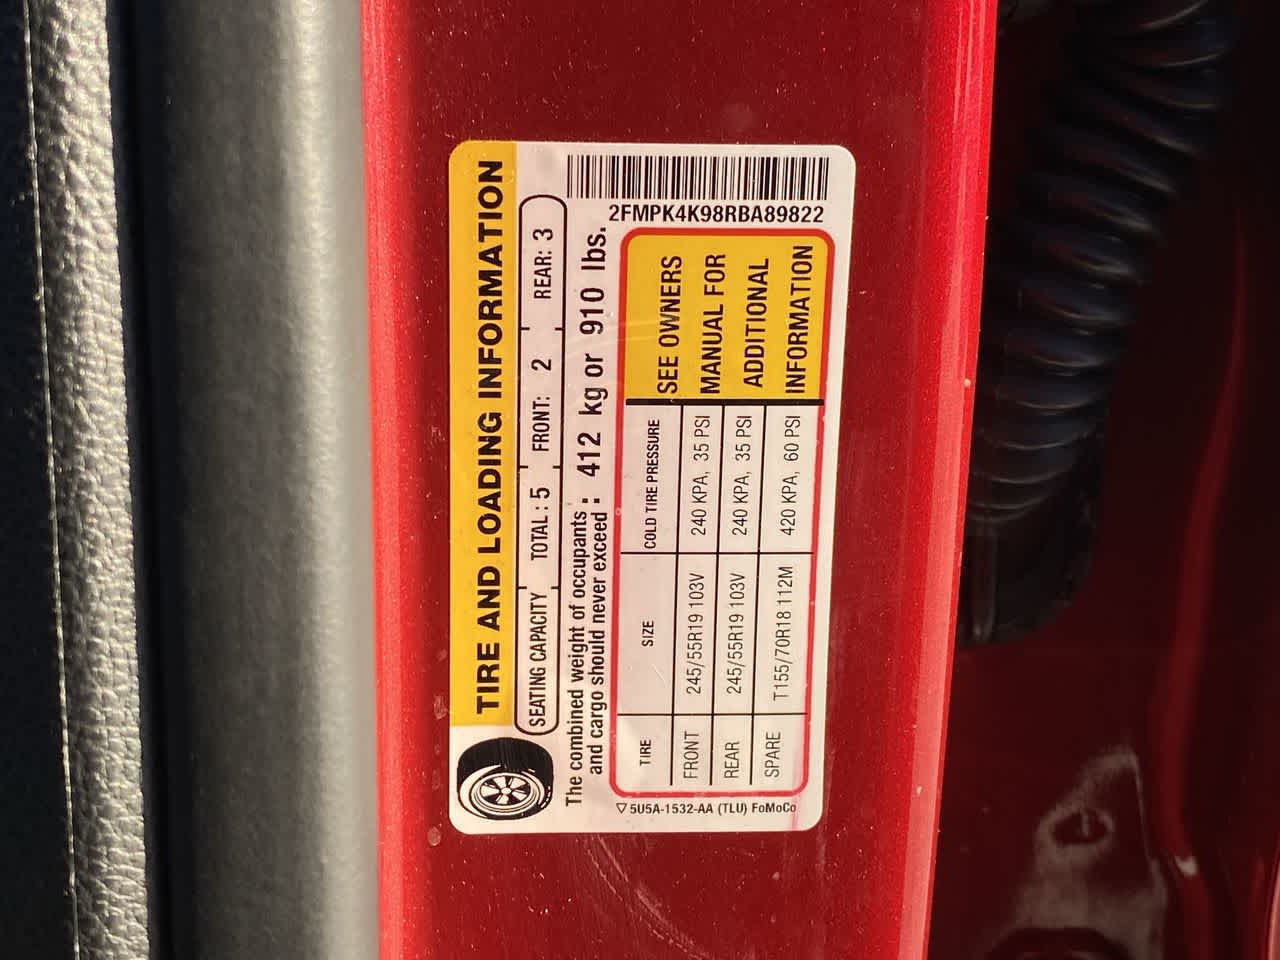 TIRE AND LOADING INFORMATION
SEATING CAPACITY TOTAL : 5 FRONT: 2 REAR: 3
The combined weight of occupants
and cargo should never exceed : 412 kg or 910 lbs.
TIRE SIZE COLD TIRE PRESSURE
FRONT 245/55R19 103V 240 KPA, 35 PSI
REAR 245/55R19 103V 240 KPA, 35 PSI
SPARE T155/70R18 112M 420 KPA, 60 PSI
SEE OWNERS
MANUAL FOR
ADDITIONAL
INFORMATION
2FMPK4K98RBA89822
5U5A-1532-AA (TLU) FoMoCo